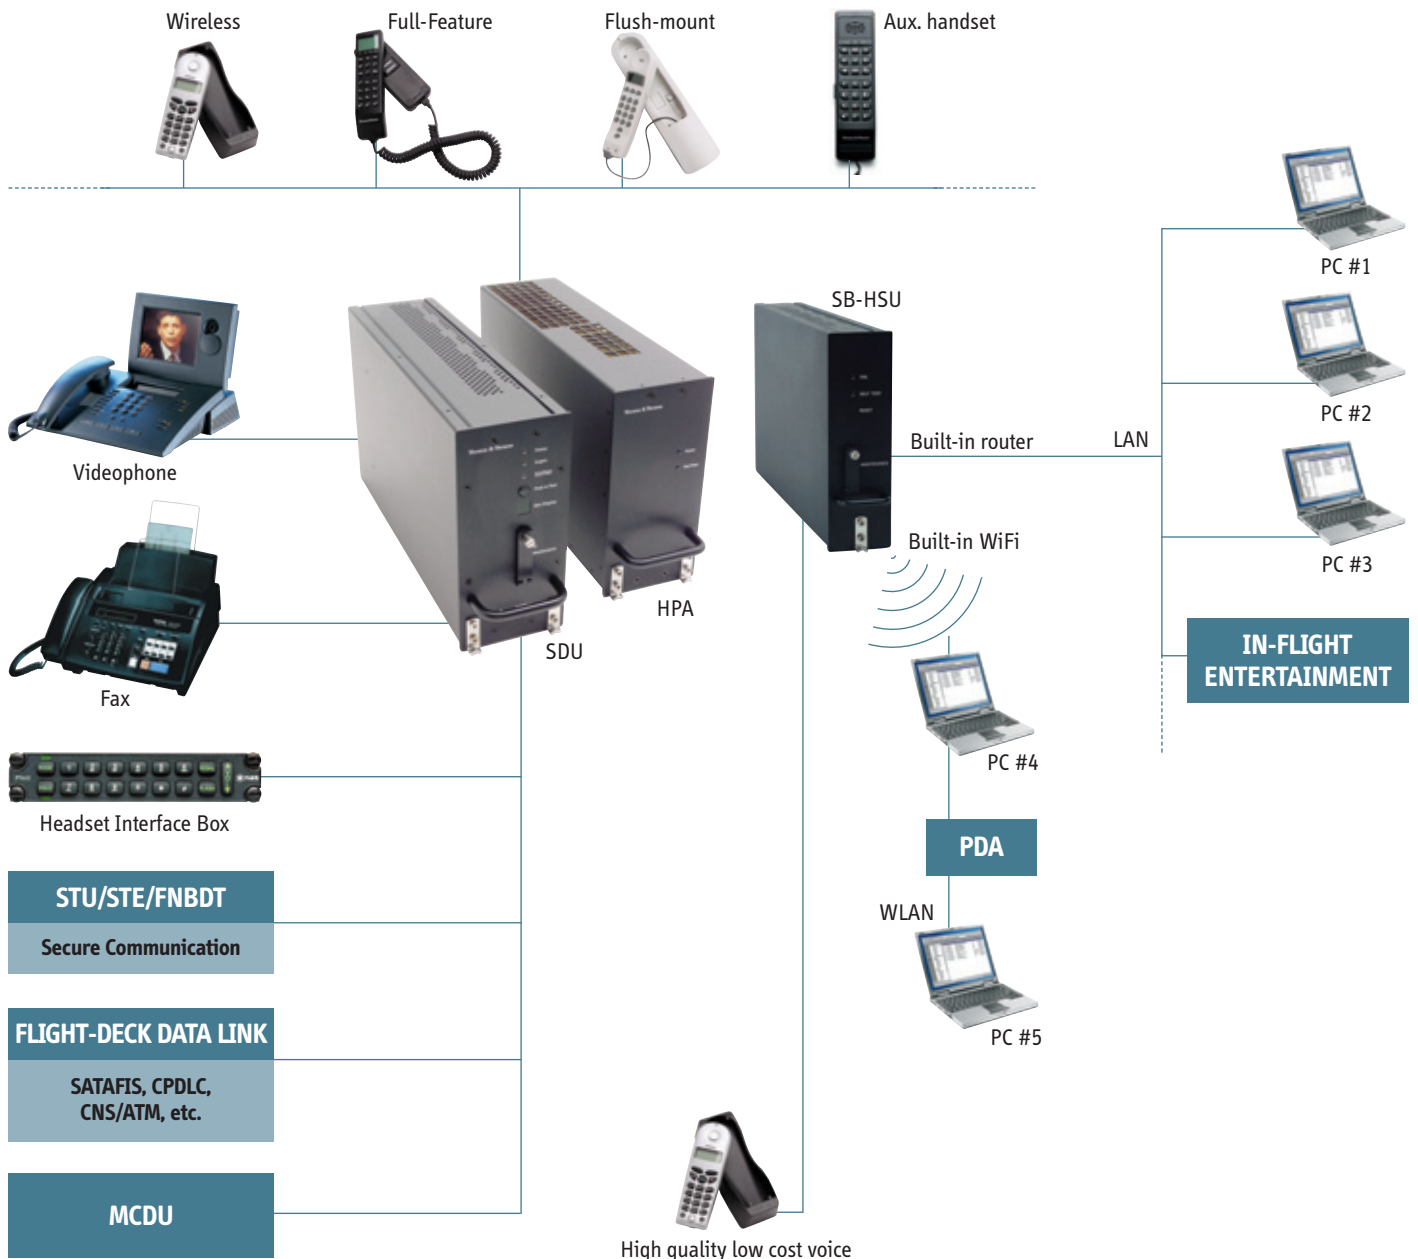 Wireless
Full-Feature
Flush-mount
Aux. handset
PC #1
SB-HSU
PC #2
Built-in router
LAN
Videophone
Built-in WiFi
PC #3
HPA
SDU
IN-FLIGHT
ENTERTAINMENT
Fax
PC #4
Headset Interface Box
PDA
STU/STE/FNBDT
Secure Communication
WLAN
PC #5
FLIGHT-DECK DATA LINK
SATAFIS, CPDLC,
CNS/ATM, etc.
MCDU
High quality low cost voice